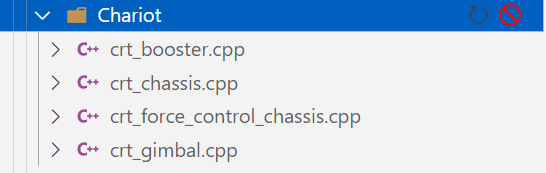 Chariot
C++ crt_booster.cpp
C++ crt_chassis.cpp
C++ crt_force_control_chassis.cpp
C++ crt_gimbal.cpp